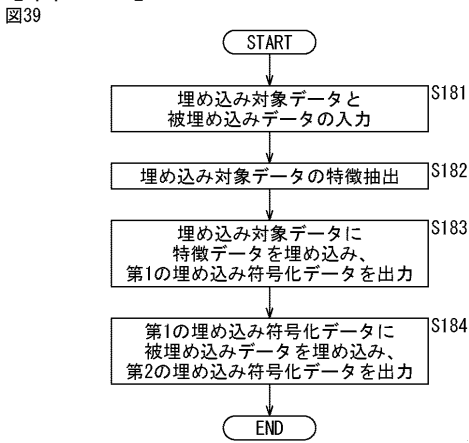 図39
START
埋め込み対象データと
被埋め込みデータの入力
S181
埋め込み対象データの特徴抽出
S182
埋め込み対象データに
特徴データを埋め込み、
第1の埋め込み符号化データを出力
S183
第1の埋め込み符号化データに
被埋め込みデータを埋め込み、
第2の埋め込み符号化データを出力
S184
END